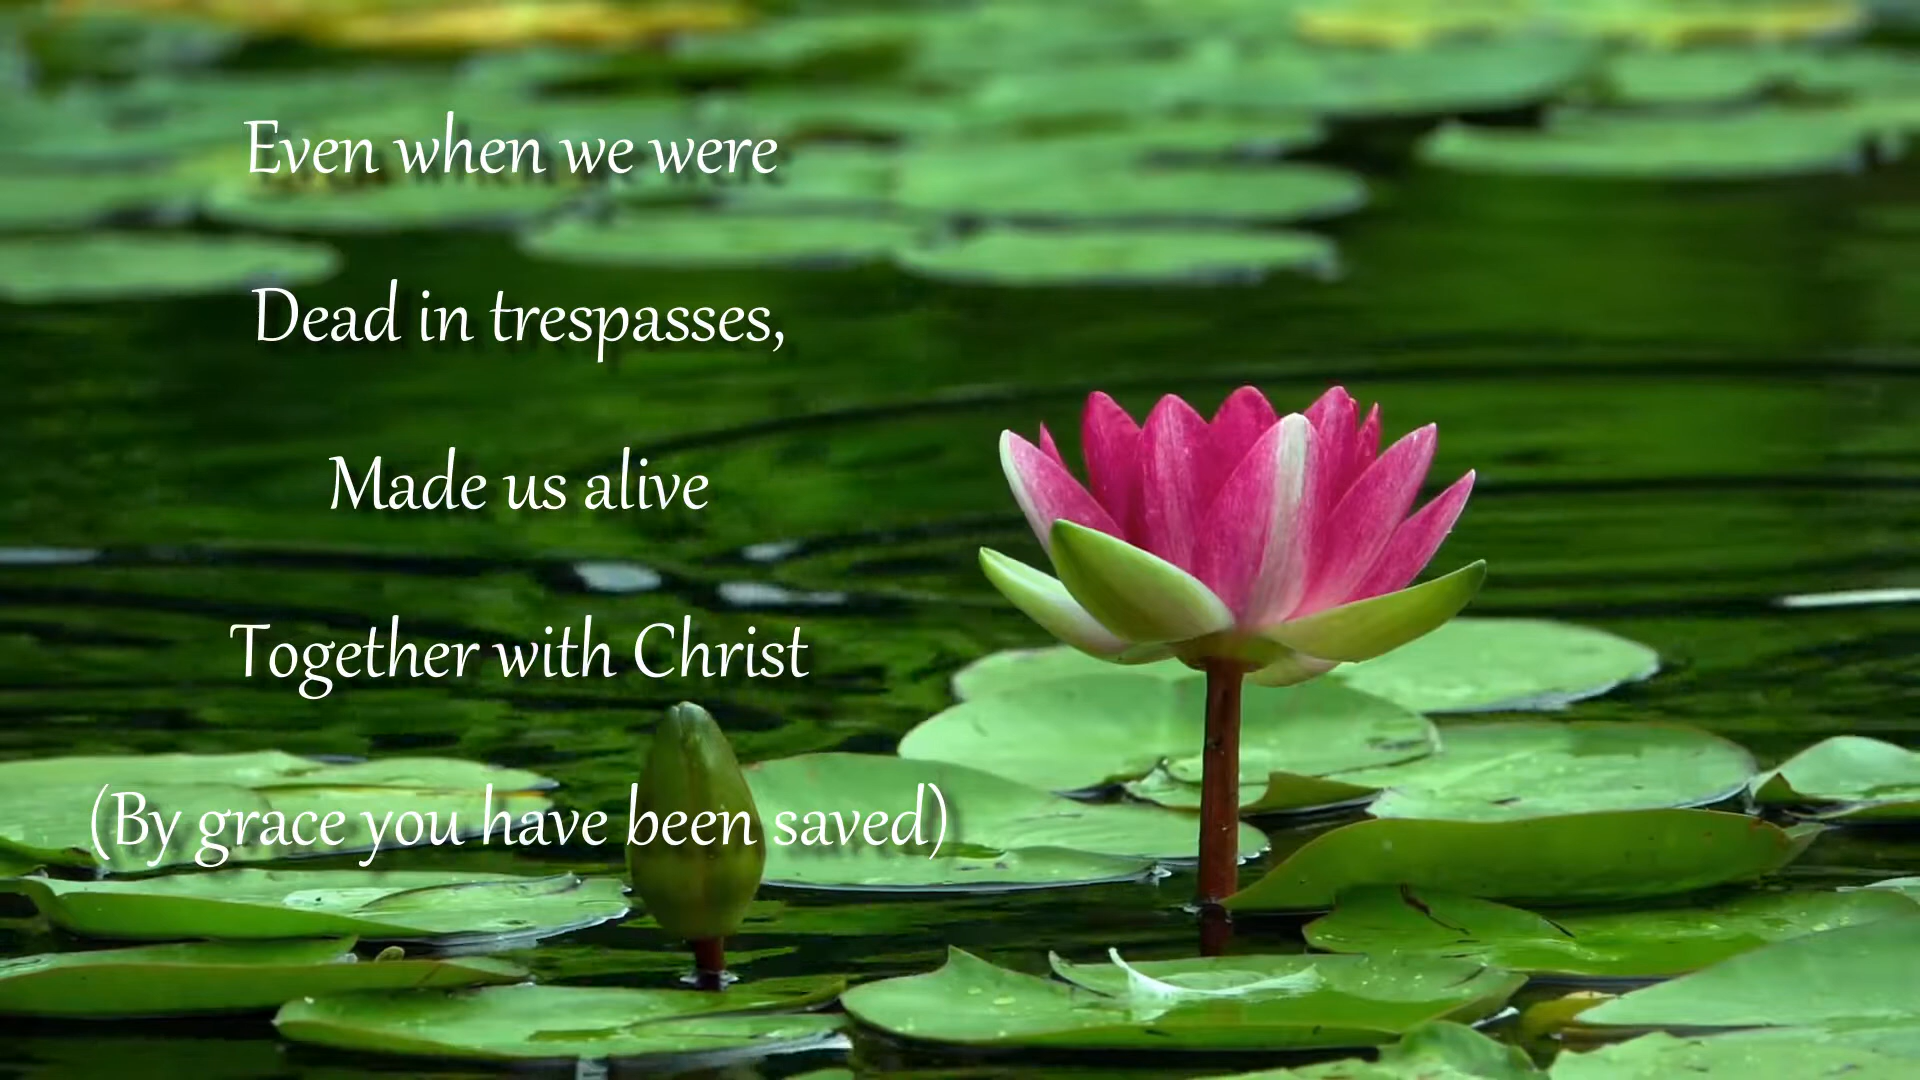 Even when we were
Dead in trespasses,
Made us alive
Together with Christ
(By grace you have been saved)